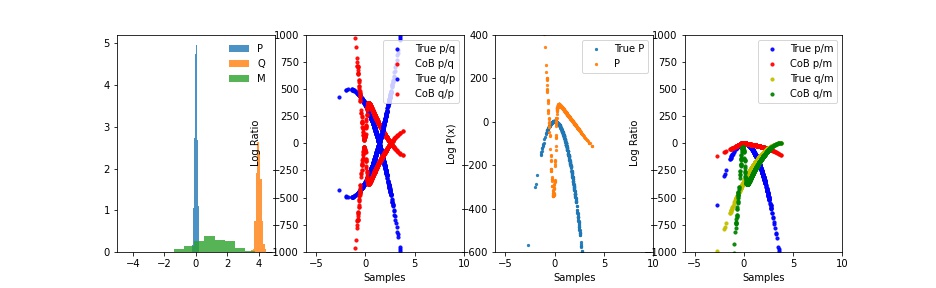 5
4
3
2
1
0
−4
−2
0
2
4
P
Q
M
Log Ratio
1000
750
500
250
0
−250
−500
−750
1000
−5
0
5
10
Samples
True p/q
CoB p/q
True q/p
CoB q/p
Log P(x)
400
200
0
−200
−400
−600
−5
0
5
10
Samples
True P
P
Log Ratio
1000
750
500
250
0
−250
−500
−750
1000
−5
0
5
10
Samples
True p/m
CoB p/m
True q/m
CoB q/m